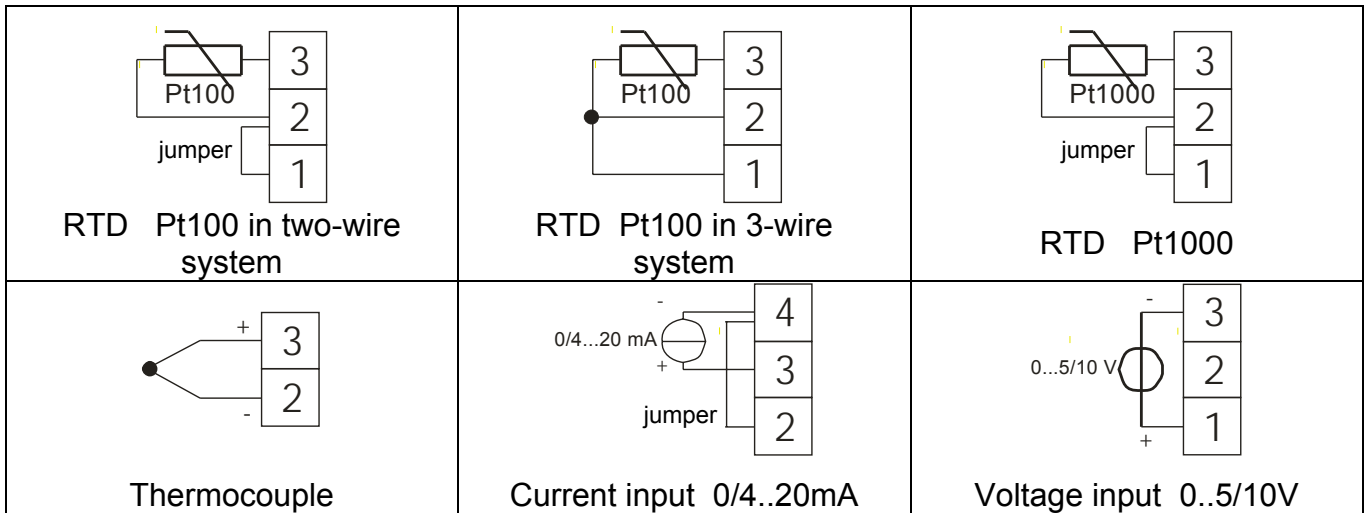 3
Pt100
2
jumper
1
RTD Pt100 in two-wire
system
3
Pt100
2
1
RTD Pt100 in 3-wire
system
3
Pt1000
2
jumper
1
RTD Pt1000
+
3
2
-
Thermocouple
-
4
0/4...20 mA
+
3
jumper
2
Current input 0/4..20mA
-
3
0...5/10 V
2
1
+
Voltage input 0..5/10V